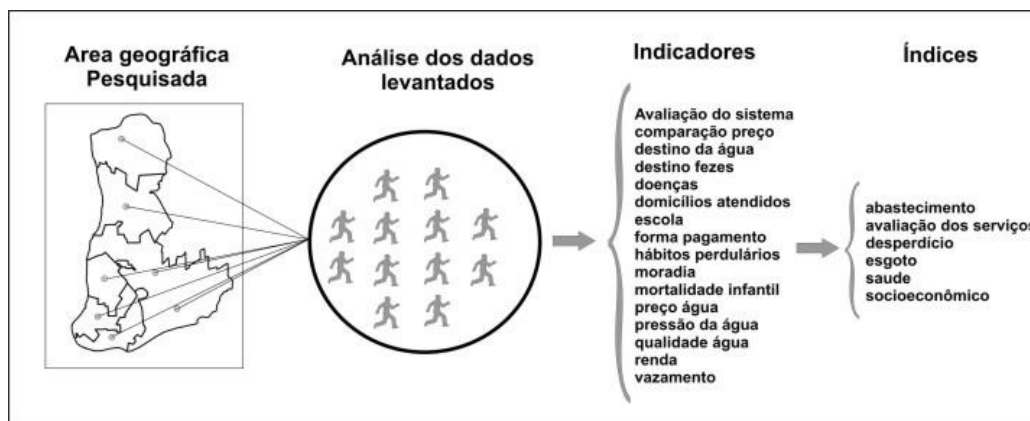 Area geográfica
Pesquisada
Análise dos dados
levantados
Indicadores
Avaliação do sistema
comparação preço
destino da água
destino fezes
doenças
domicílios atendidos
escola
forma pagamento
hábitos perdulários
moradia
mortalidade infantil
preço água
pressão da água
qualidade água
renda
vazamento
Índices
abastecimento
avaliação dos serviços
desperdício
esgoto
saude
socioeconômico